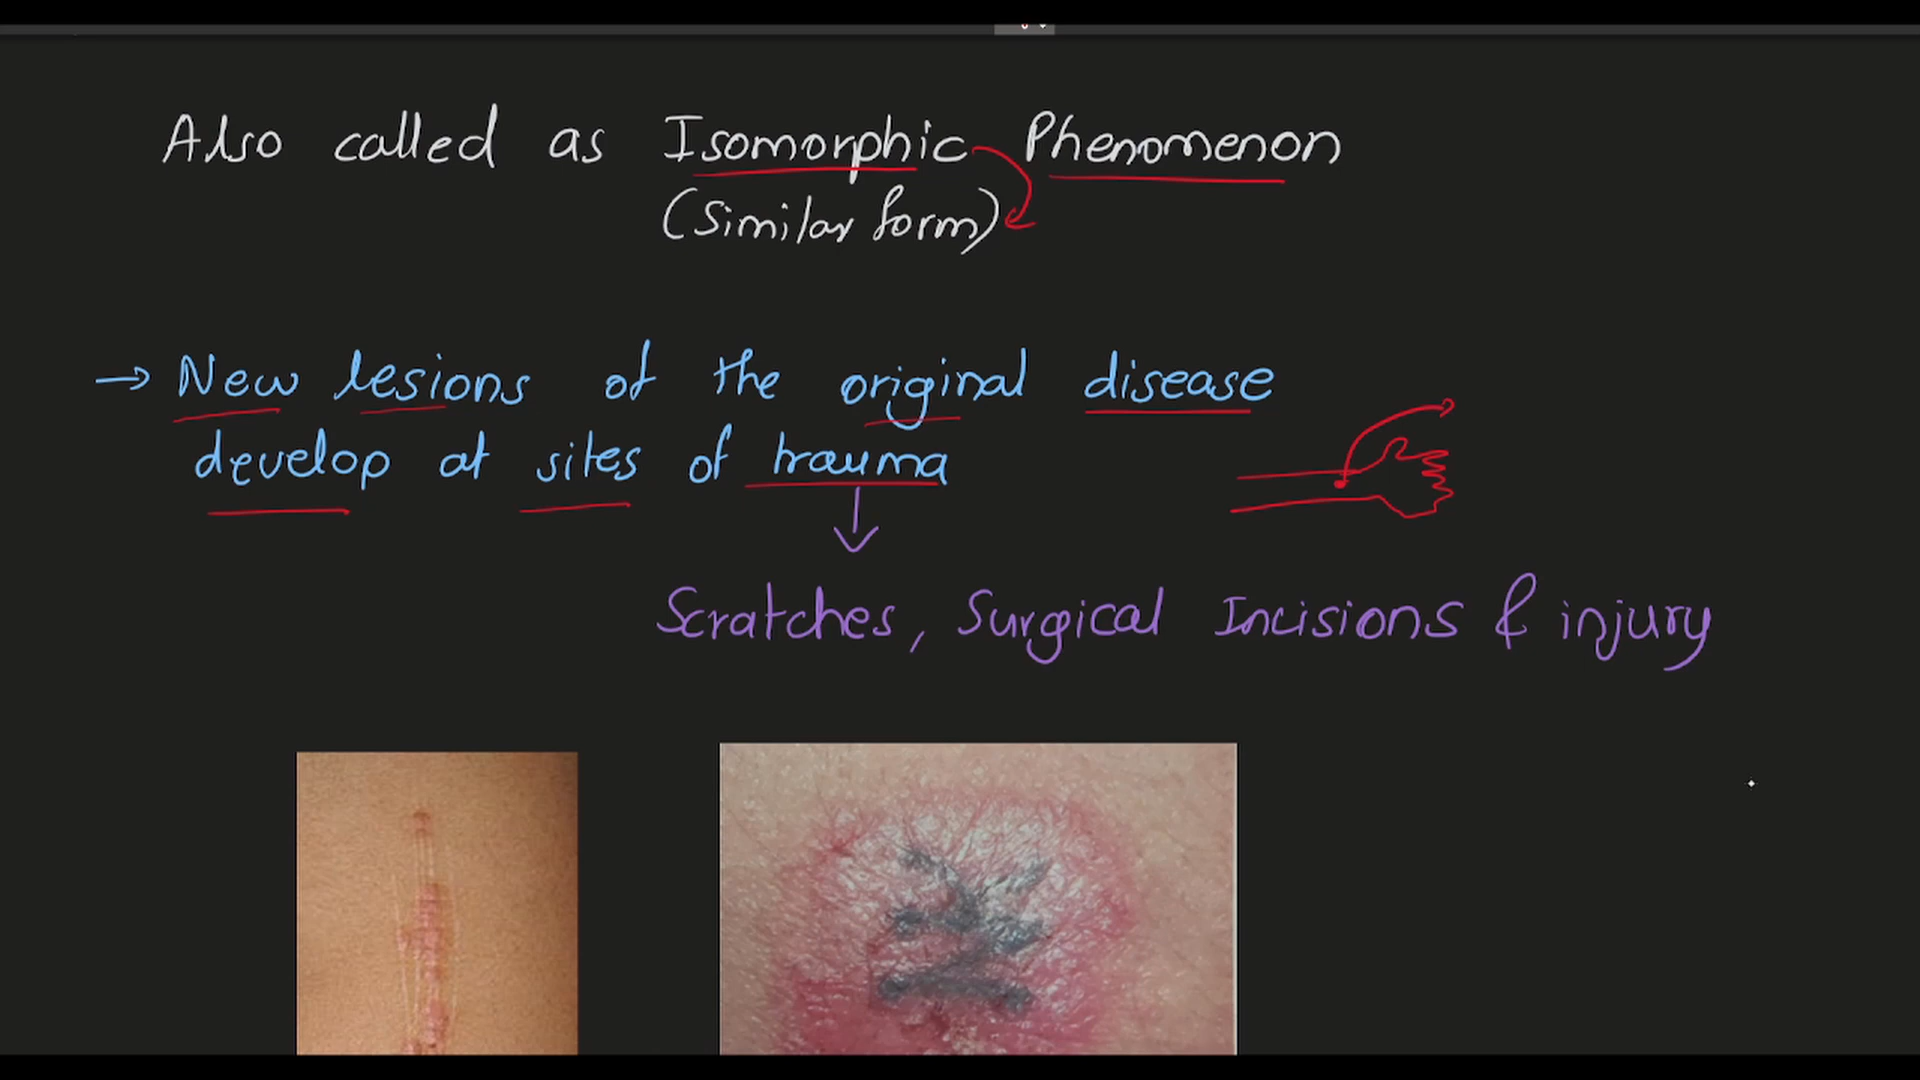 Also called as Isomorphic Phenomenon
(Similar form)
→ New lesions of the original disease
develop at sites of trauma
Scratches, Surgical Incisions & injury